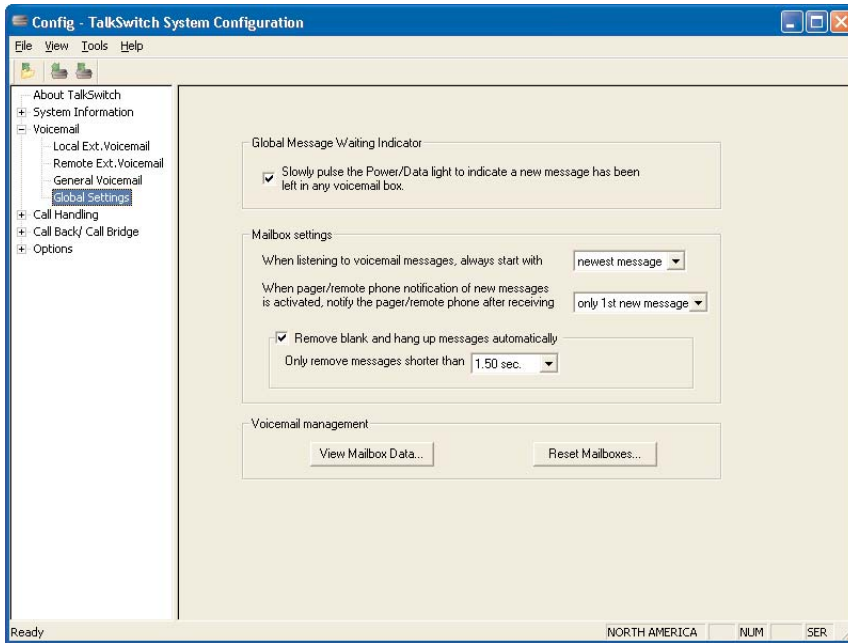 Config - TalkSwitch System Configuration
File View Tools Help
About TalkSwitch
System Information
Voicemail
Local Ext.Voicemail
Remote Ext.Voicemail
General Voicemail
Global Settings
Call Handling
Call Back/ Call Bridge
Options
Global Message Waiting Indicator
Slowly pulse the Power/Data light to indicate a new message has been
left in any voicemail box.
Mailbox settings
When listening to voicemail messages, always start with newest message
When pager/remote phone notification of new messages
is activated, notify the pager/remote phone after receiving only 1st new message
Remove blank and hang up messages automatically
Only remove messages shorter than 1.50 sec.
Voicemail management
View Mailbox Data... Reset Mailboxes...
Ready NORTH AMERICA NUM SER